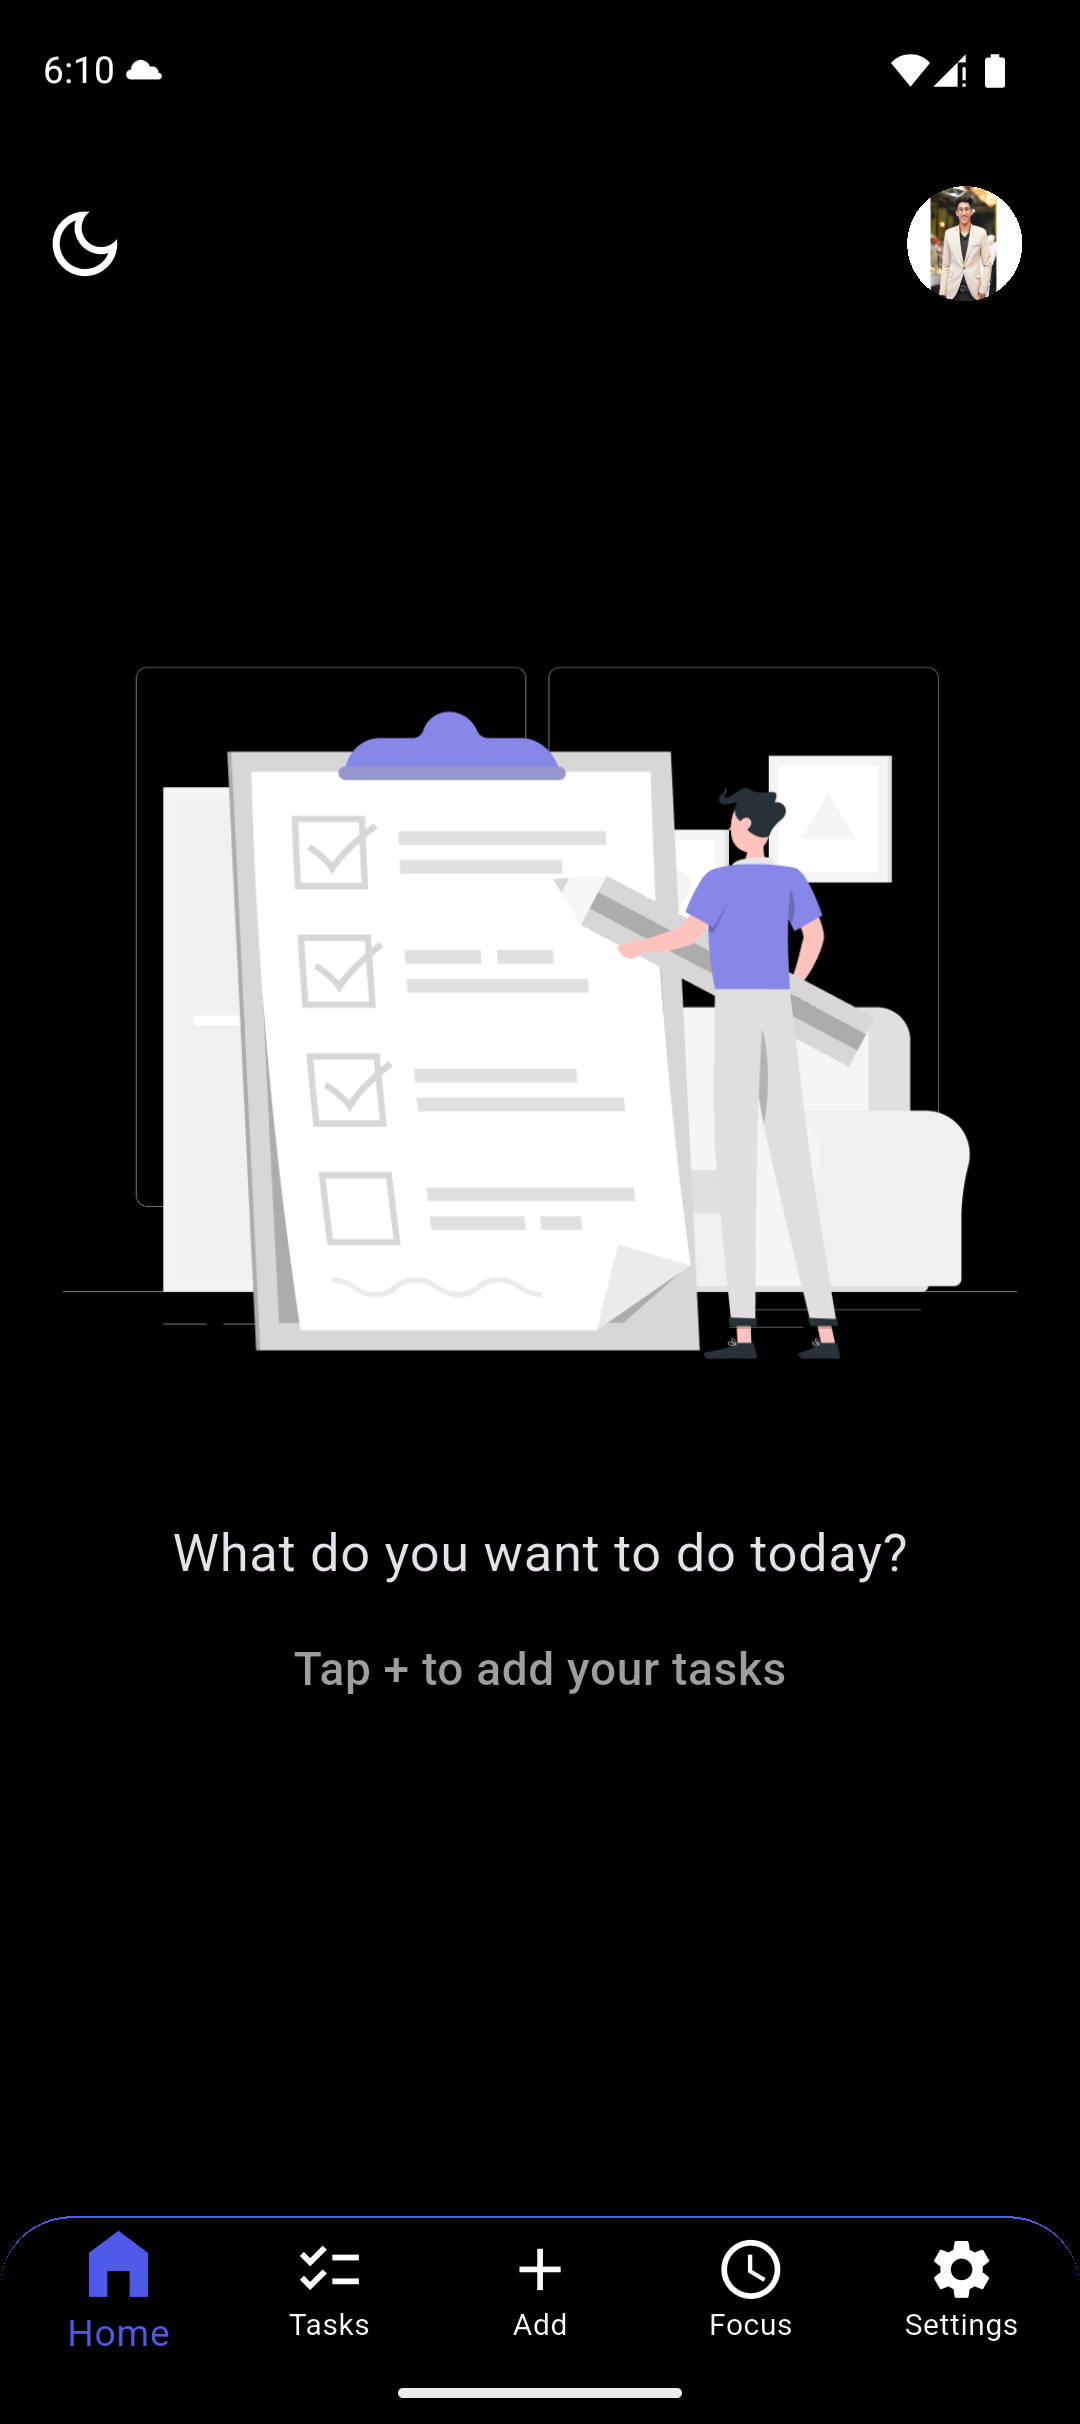 6:10
What do you want to do today?
Tap + to add your tasks
Home
Tasks
Add
Focus
Settings